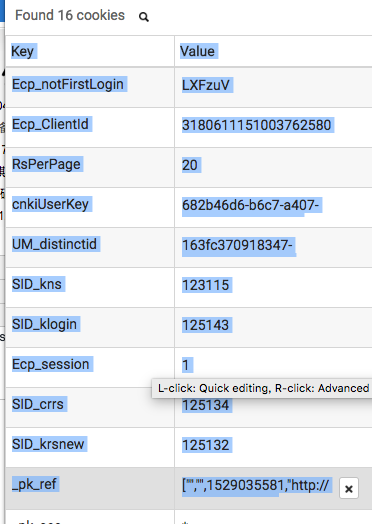 Found 16 cookies
Key Value
Ecp_notFirstLogin LXFzuV
Ecp_ClientId 3180611151003762580
RsPerPage 20
cnkiUserKey 682b46d6-b6c7-a407-
UM_distinctid 163fc370918347-
SID_kns 123115
SID_klogin 125143
Ecp_session 1
L-click: Quick editing, R-click: Advanced
SID_crrs 125134
SID_krsnew 125132
_pk_ref ["","",1529035581,"http://